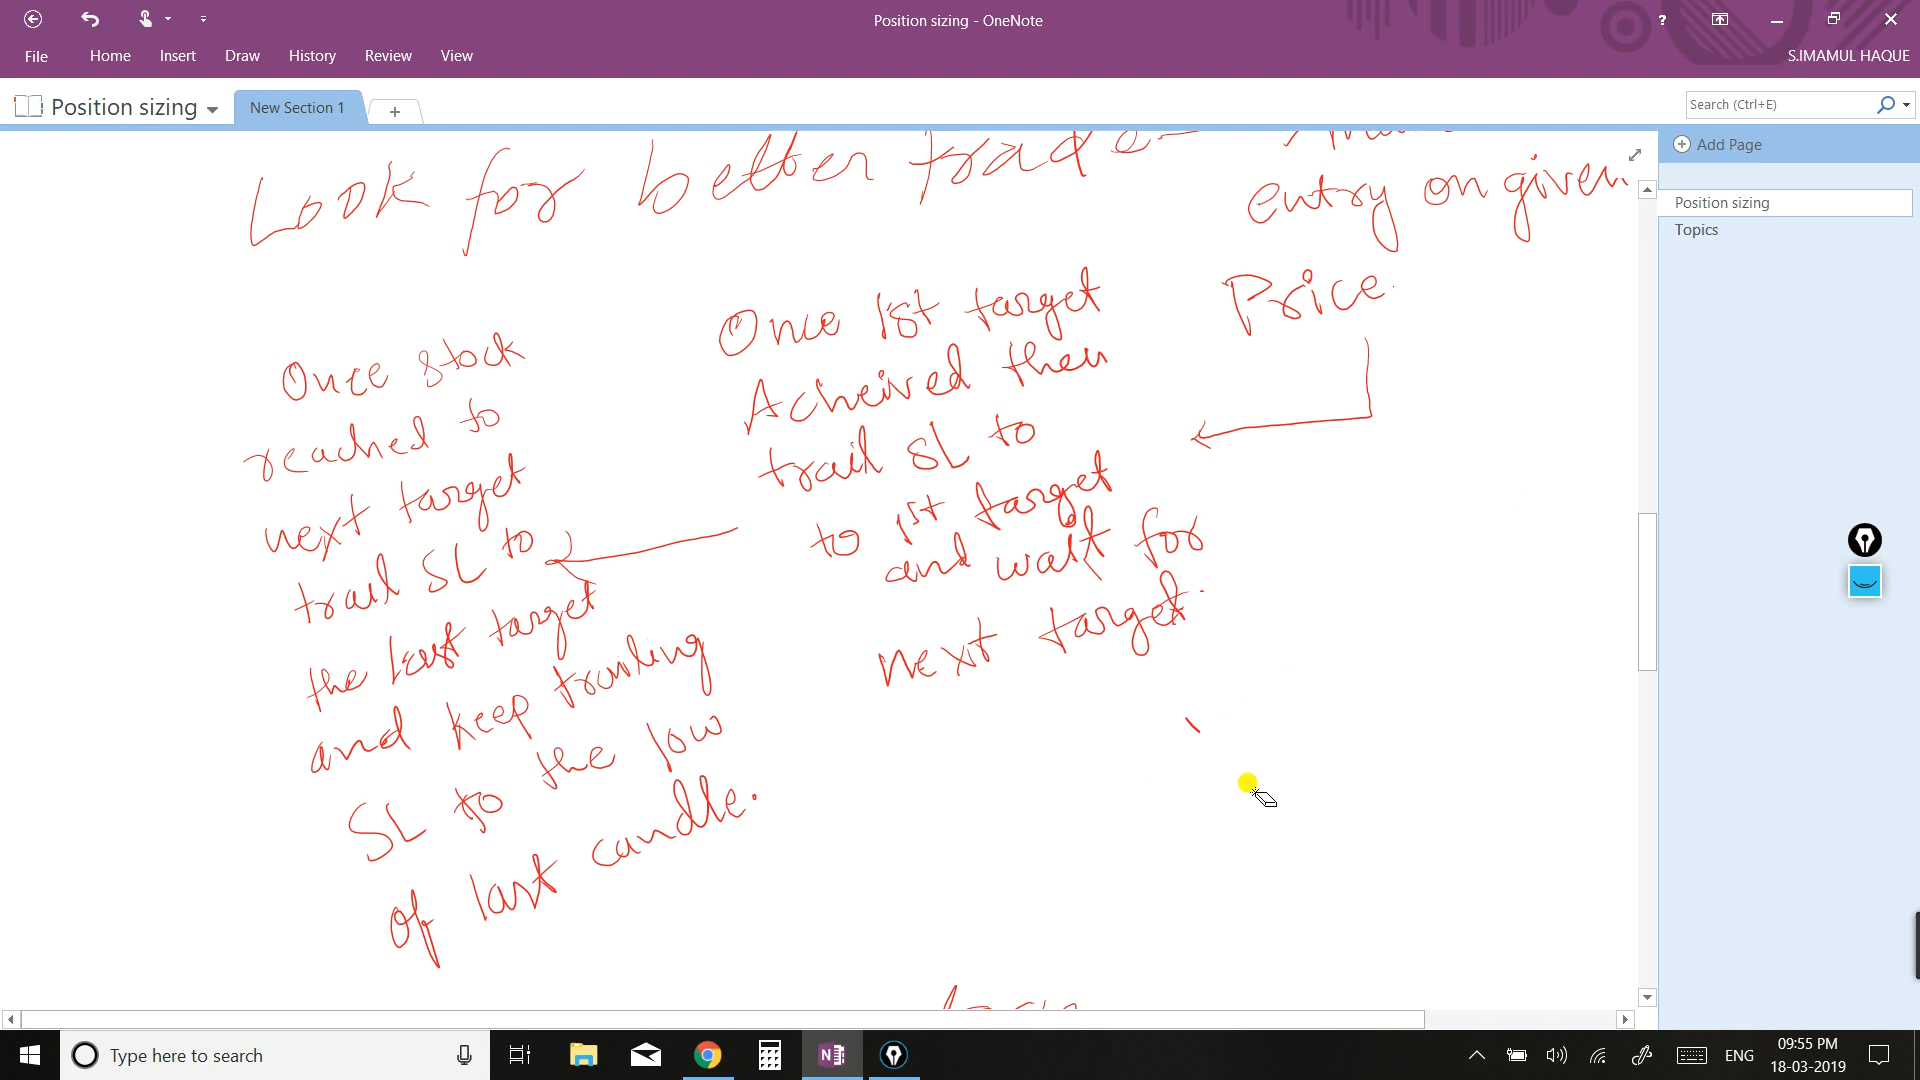 Position sizing - OneNote
?
File
Home
Insert
Draw
History
Review
View
S.IMAMUL HAQUE
Position sizing
New Section 1
+
Search (Ctrl+E)
Add Page
Position sizing
Topics
Look for better trade
entry on given
Price.
Once 1st target
Acheived then
trail SL to
to 1st target
and wait for
next target.
Once stock
reached to
next target
trail SL to
the last target
and keep trailing
SL to the low
of last candle.
Type here to search
ENG
09:55 PM
18-03-2019